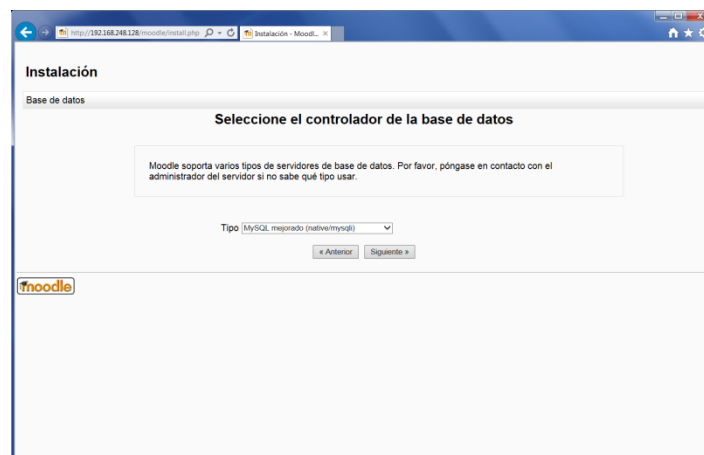 http://192.168.248.128/moodle/install.php
Instalación - Moodl...
Instalación
Base de datos
Seleccione el controlador de la base de datos
Moodle soporta varios tipos de servidores de base de datos. Por favor, póngase en contacto con el
administrador del servidor si no sabe qué tipo usar.
Tipo MySQL mejorado (native/mysqli)
« Anterior Siguiente »
moodle